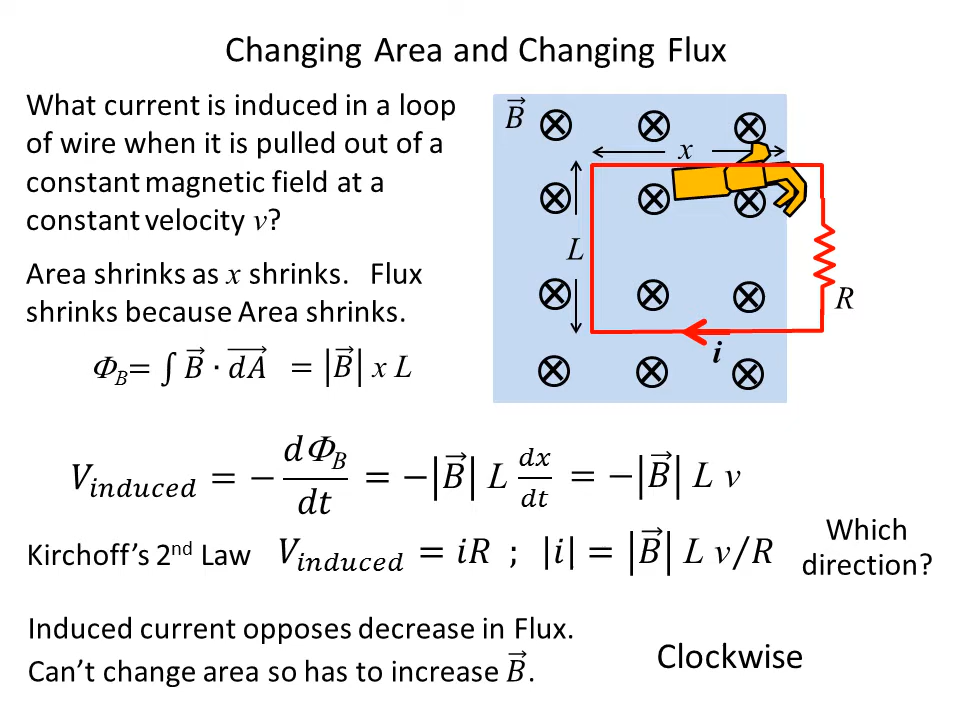 Changing Area and Changing Flux
What current is induced in a loop
of wire when it is pulled out of a
constant magnetic field at a
constant velocity v?
Area shrinks as x shrinks. Flux
shrinks because Area shrinks.
Φ_B= ∫ B⃗ · dA⃗ = |B⃗| x L
B⃗
x
L
R
i
V_induced = −dΦ_B/dt = −|B⃗| L dx/dt = −|B⃗| L v
Kirchoff’s 2nd Law V_induced = iR ; |i| = |B⃗| L v/R
Which
direction?
Induced current opposes decrease in Flux.
Can’t change area so has to increase B⃗.
Clockwise